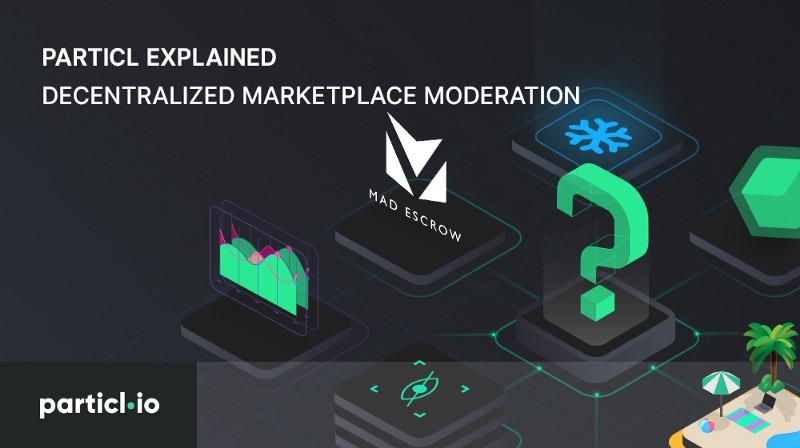 PARTICL EXPLAINED
DECENTRALIZED MARKETPLACE MODERATION
MAD ESCROW
particl.io